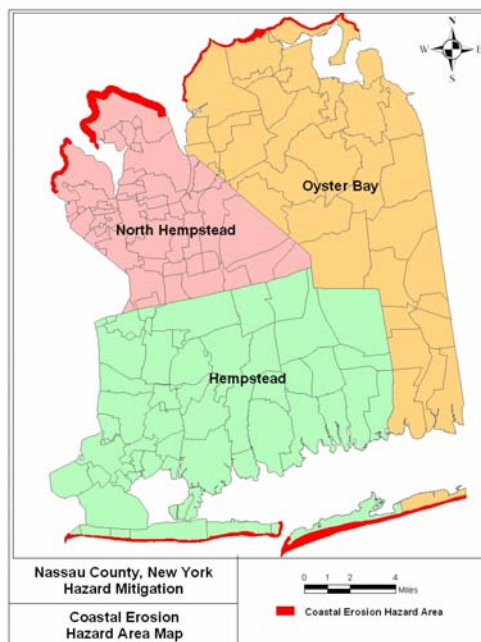 N
W E
S
Oyster Bay
North Hempstead
Hempstead
Nassau County, New York
Hazard Mitigation
Coastal Erosion
Hazard Area Map
0
1 2 4
Miles
Coastal Erosion Hazard Area